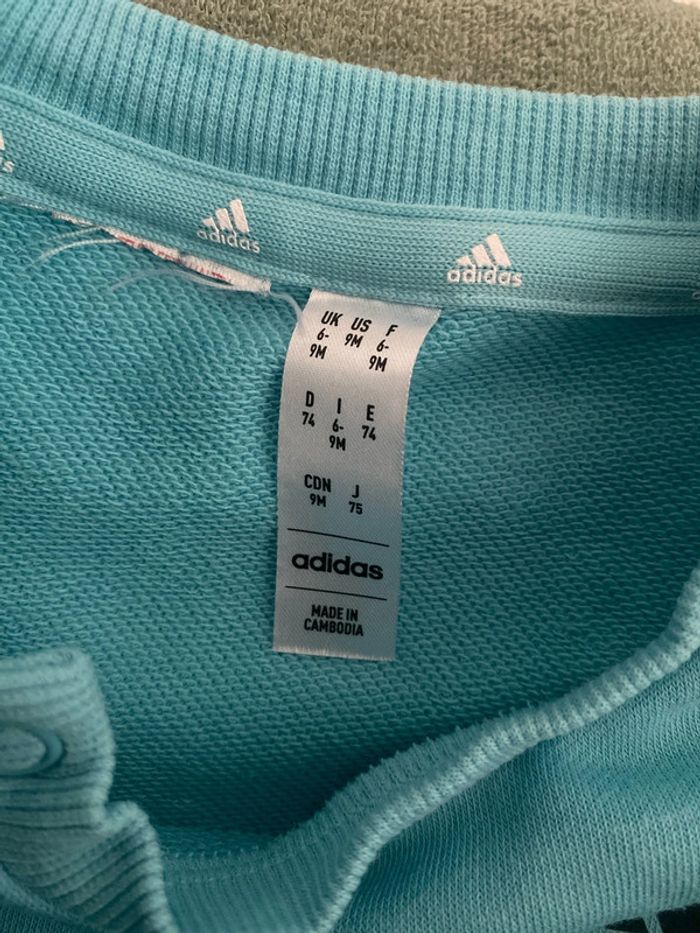 adidas
adidas
UK US F
6- 9M 6-
9M 9M
D I E
74 6- 74
9M
CDN J
9M 75
adidas
MADE IN
CAMBODIA